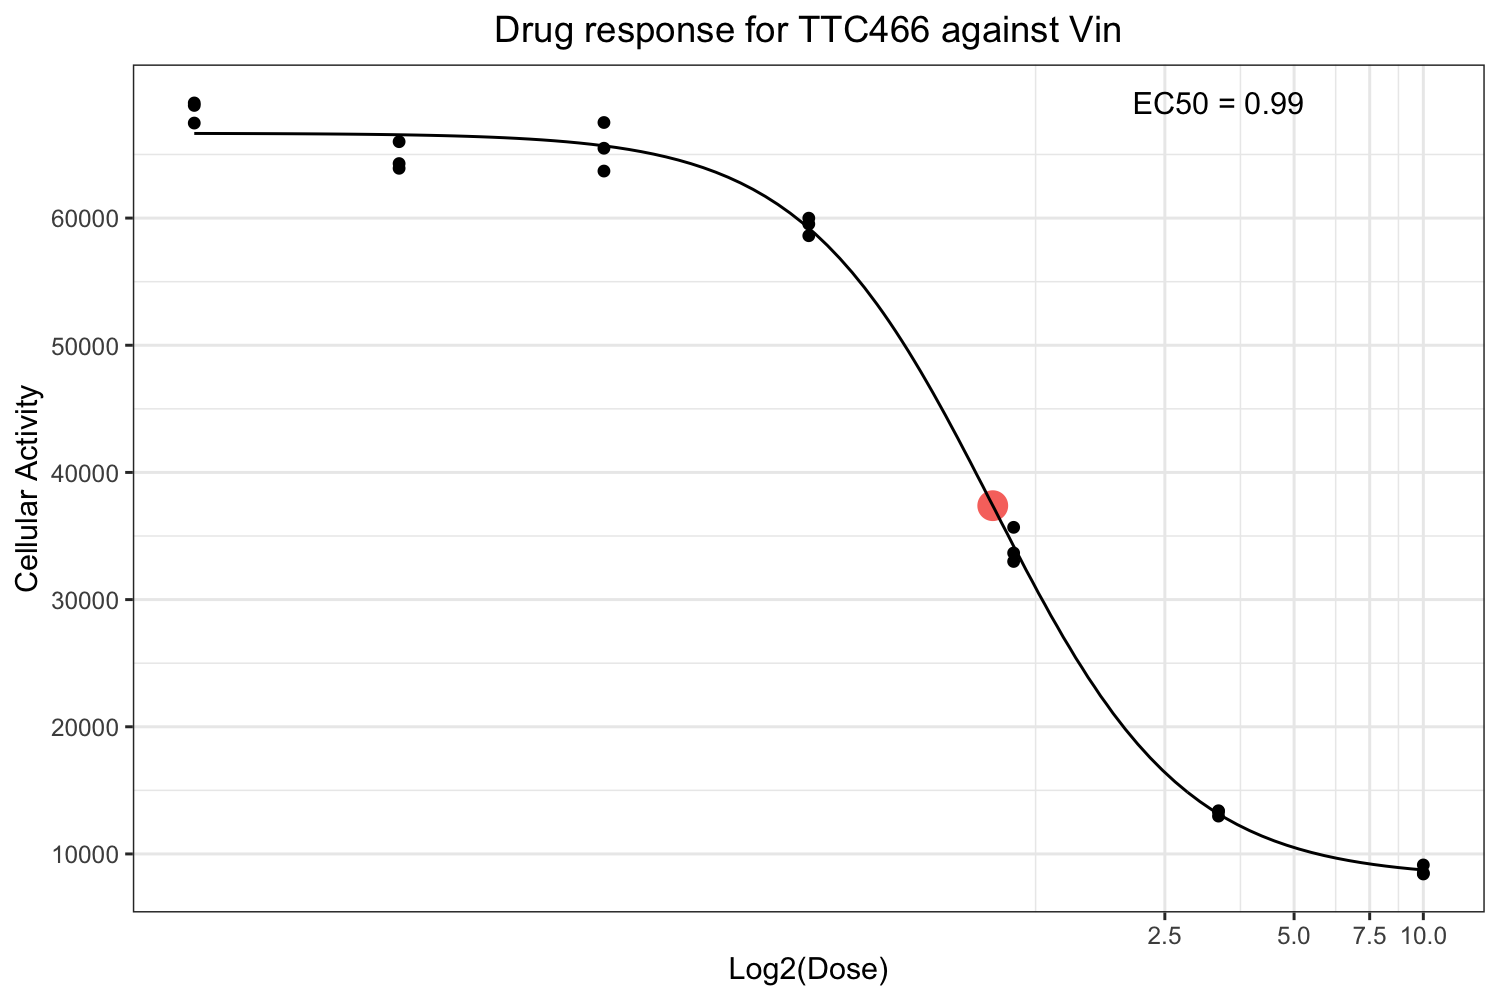 Drug response for TTC466 against Vin
EC50 = 0.99
60000
50000
40000
30000
20000
10000
Cellular Activity
2.5 5.0 7.5 10.0
Log2(Dose)